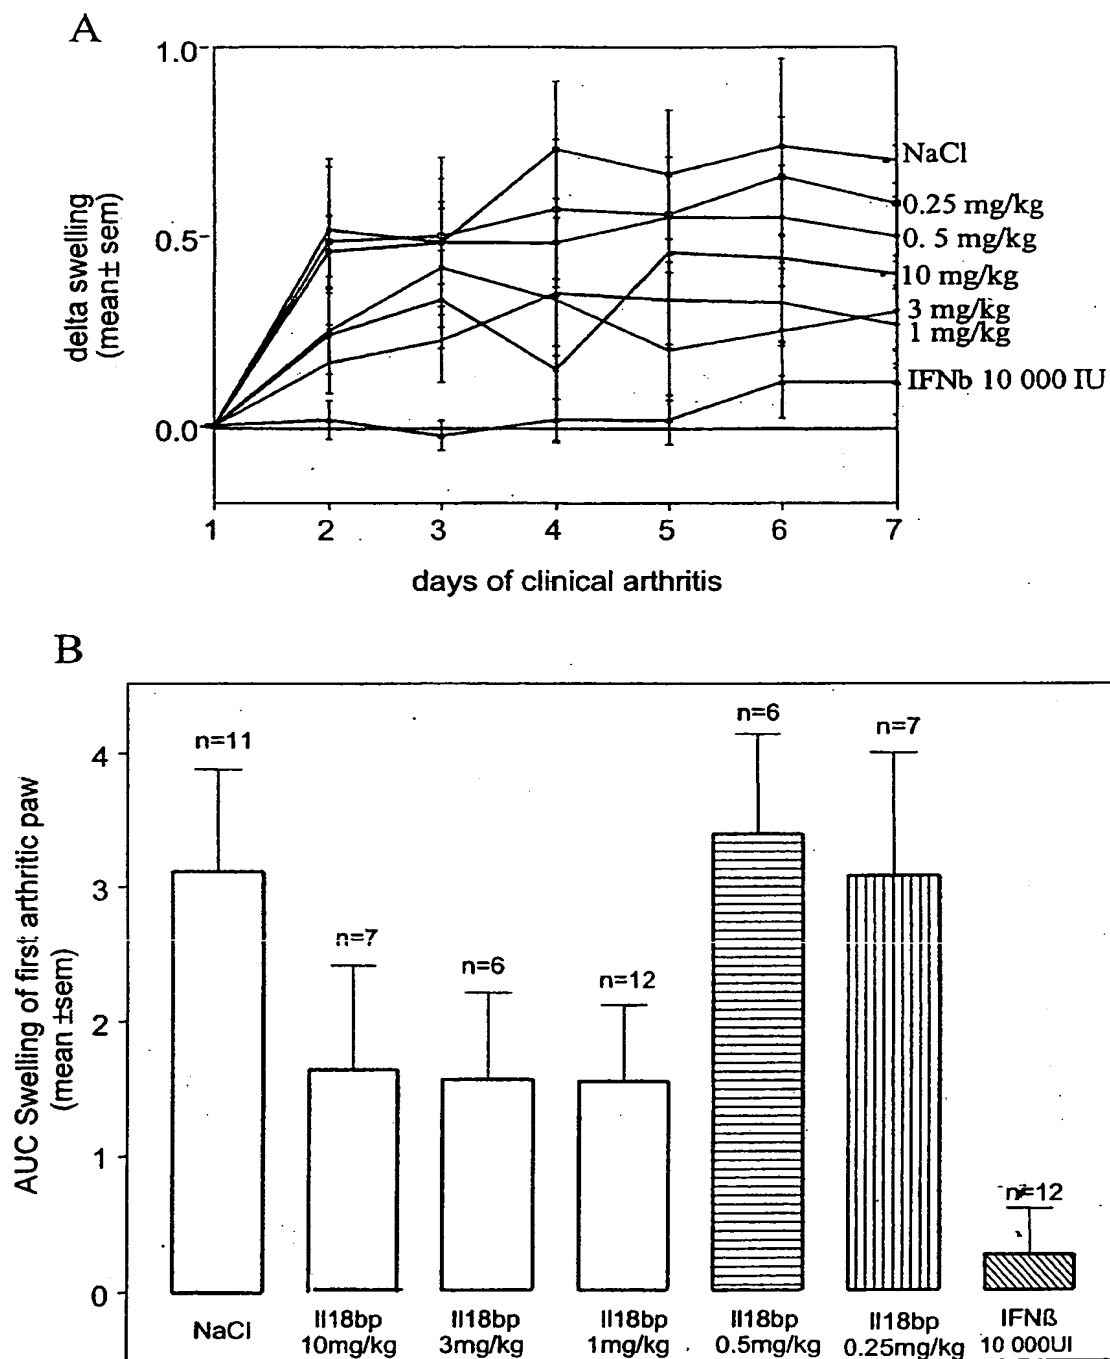 A
1.0
0.5
0.0
delta swelling
(mean± sem)
NaCl
0.25 mg/kg
0. 5 mg/kg
10 mg/kg
3 mg/kg
1 mg/kg
IFNb 10 000 IU
1 2 3 4 5 6 7
days of clinical arthritis
B
AUC Swelling of first arthritic paw
(mean ±sem)
4
3
2
1
0
n=11
n=7
n=6
n=12
n=6
n=7
n=12
NaCl
Il18bp
10mg/kg
Il18bp
3mg/kg
Il18bp
1mg/kg
Il18bp
0.5mg/kg
Il18bp
0.25mg/kg
IFNß
10 000UI